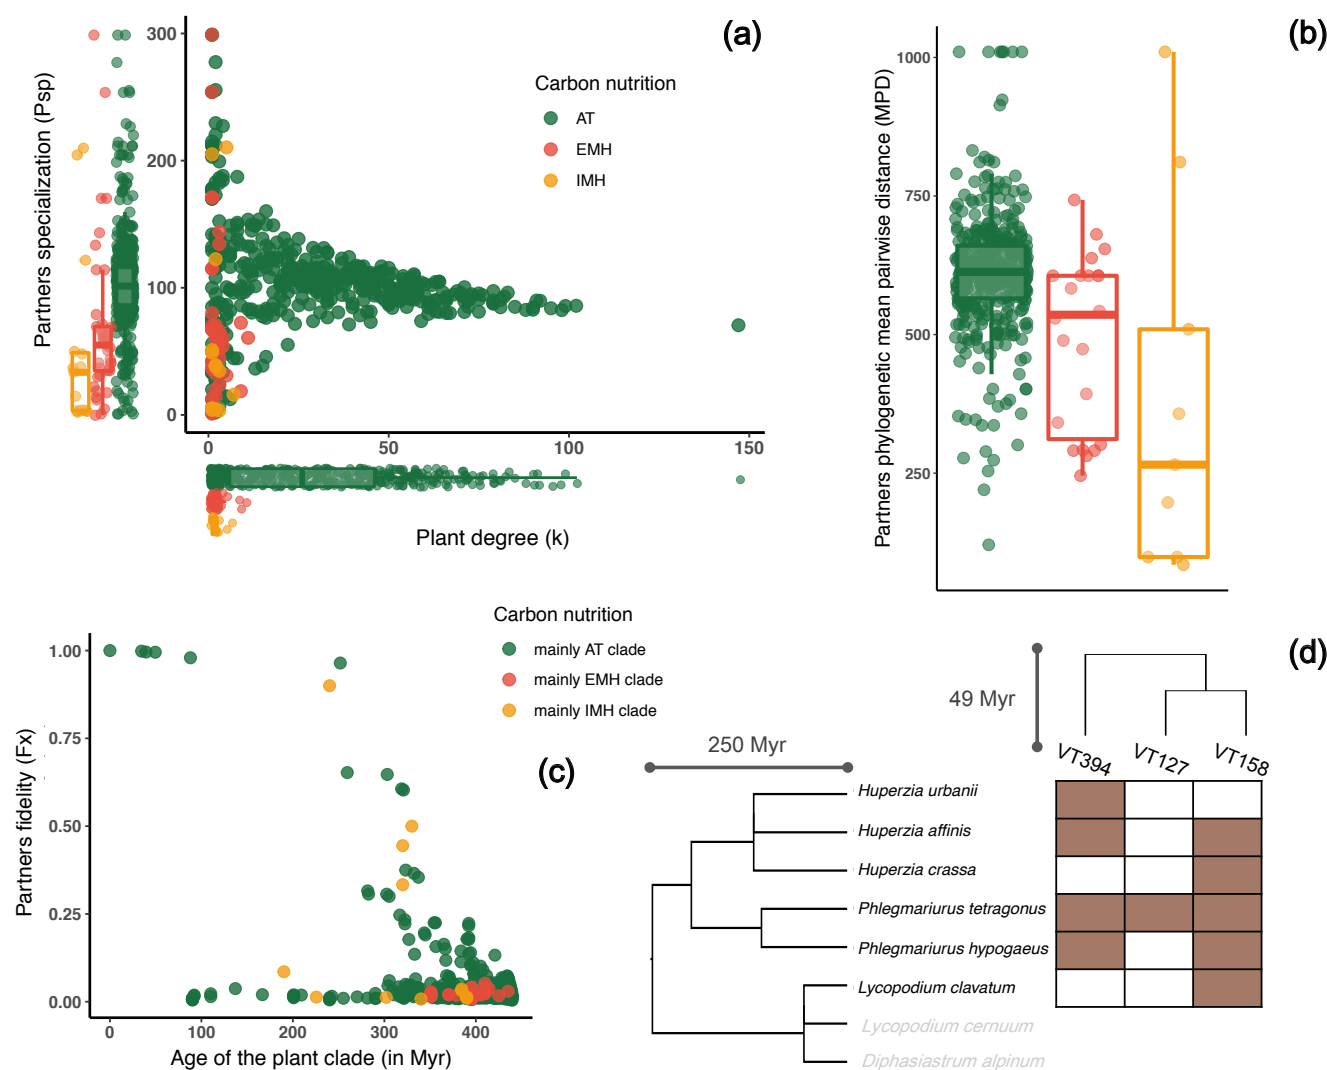 (a)
Partners specialization (Psp)
300
200
100
0
0
50
100
150
Plant degree (k)
Carbon nutrition
AT
EMH
IMH
(b)
Partners phylogenetic mean pairwise distance (MPD)
1000
750
500
250
Carbon nutrition
mainly AT clade
mainly EMH clade
mainly IMH clade
(c)
Partners fidelity (Fx)
1.00
0.75
0.50
0.25
0.00
0
100
200
300
400
Age of the plant clade (in Myr)
(d)
49 Myr
250 Myr
VT394
VT127
VT158
Huperzia urbanii
Huperzia affinis
Huperzia crassa
Phlegmariurus tetragonus
Phlegmariurus hypogaeus
Lycopodium clavatum
Lycopodium cernuum
Diphasiastrum alpinum